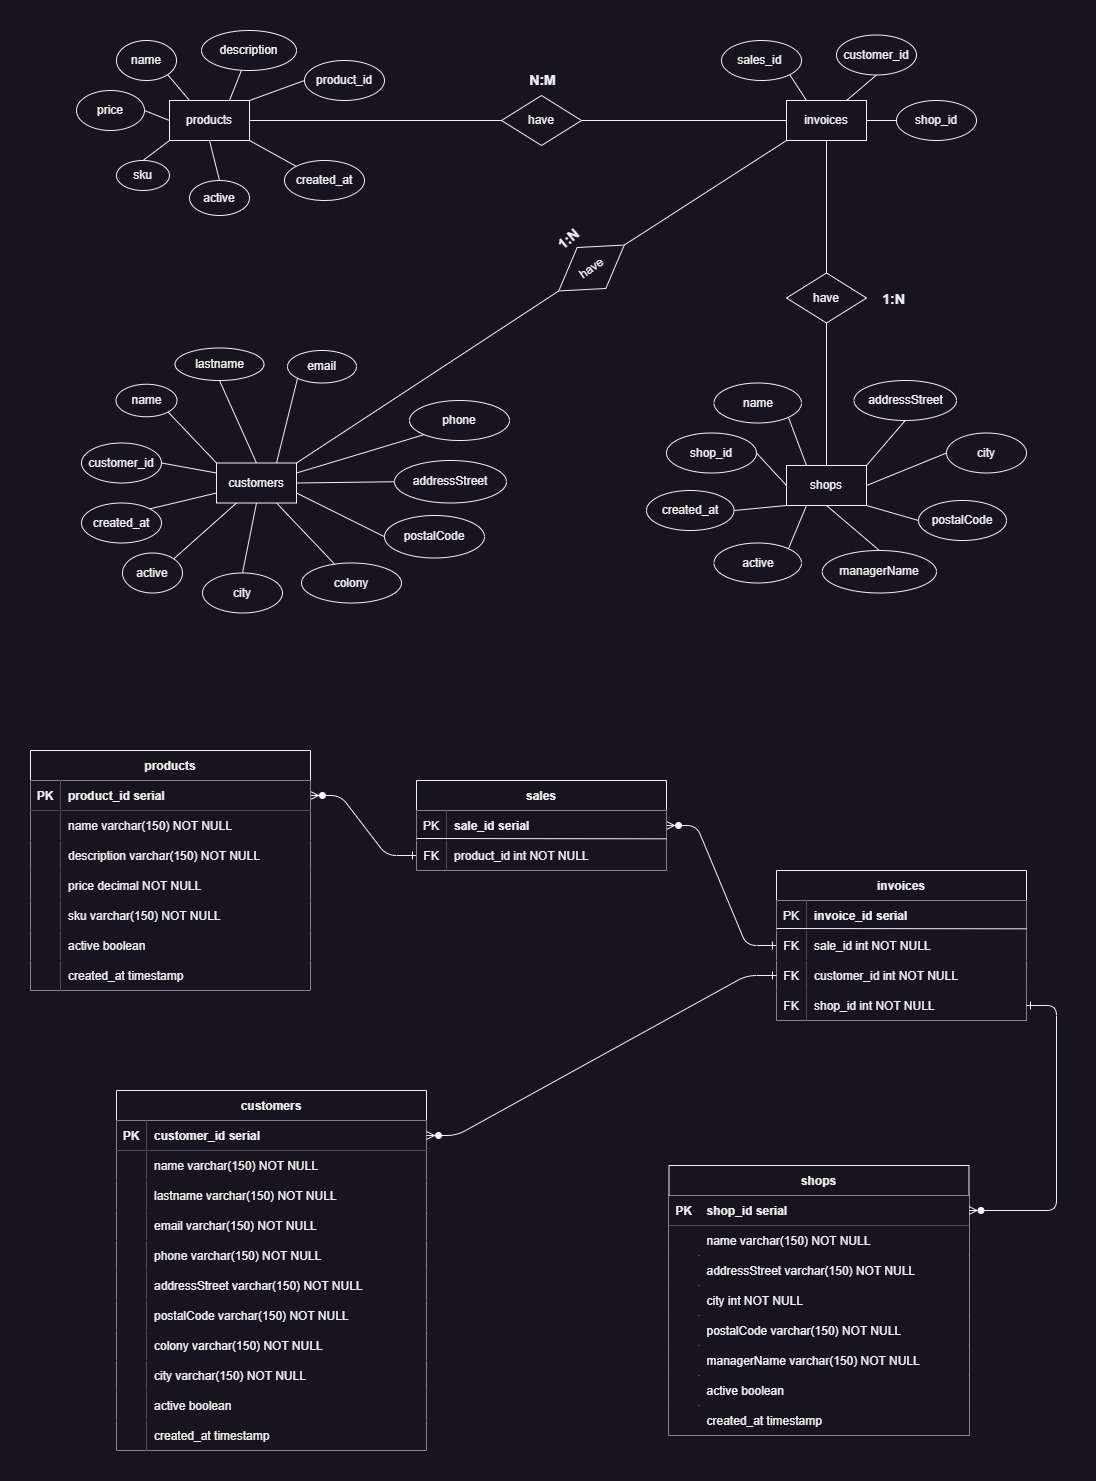 name
description
product_id
price
products
sku
active
created_at
N:M
have
sales_id
customer_id
invoices
shop_id
1:N
have
have
1:N
lastname
email
name
phone
customer_id
customers
addressStreet
created_at
postalCode
active
city
colony
name
addressStreet
shop_id
city
shops
created_at
postalCode
active
managerName
products
PK product_id serial
name varchar(150) NOT NULL
description varchar(150) NOT NULL
price decimal NOT NULL
sku varchar(150) NOT NULL
active boolean
created_at timestamp
sales
PK sale_id serial
FK product_id int NOT NULL
invoices
PK invoice_id serial
FK sale_id int NOT NULL
FK customer_id int NOT NULL
FK shop_id int NOT NULL
customers
PK customer_id serial
name varchar(150) NOT NULL
lastname varchar(150) NOT NULL
email varchar(150) NOT NULL
phone varchar(150) NOT NULL
addressStreet varchar(150) NOT NULL
postalCode varchar(150) NOT NULL
colony varchar(150) NOT NULL
city varchar(150) NOT NULL
active boolean
created_at timestamp
shops
PK shop_id serial
name varchar(150) NOT NULL
addressStreet varchar(150) NOT NULL
city int NOT NULL
postalCode varchar(150) NOT NULL
managerName varchar(150) NOT NULL
active boolean
created_at timestamp